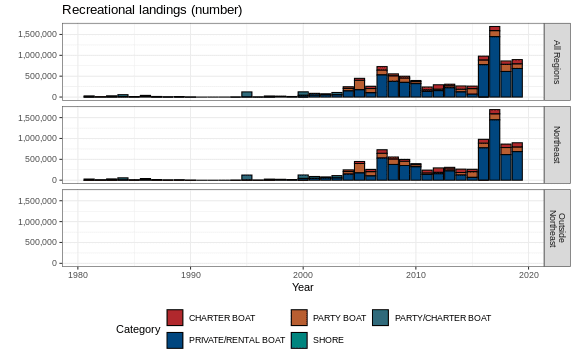 Recreational landings (number)
1,500,000
1,000,000
500,000
0
All Regions
1,500,000
1,000,000
500,000
0
Northeast
1,500,000
1,000,000
500,000
0
Outside
Northeast
1980 1990 2000 2010 2020
Year
Category
CHARTER BOAT PARTY BOAT PARTY/CHARTER BOAT
PRIVATE/RENTAL BOAT SHORE